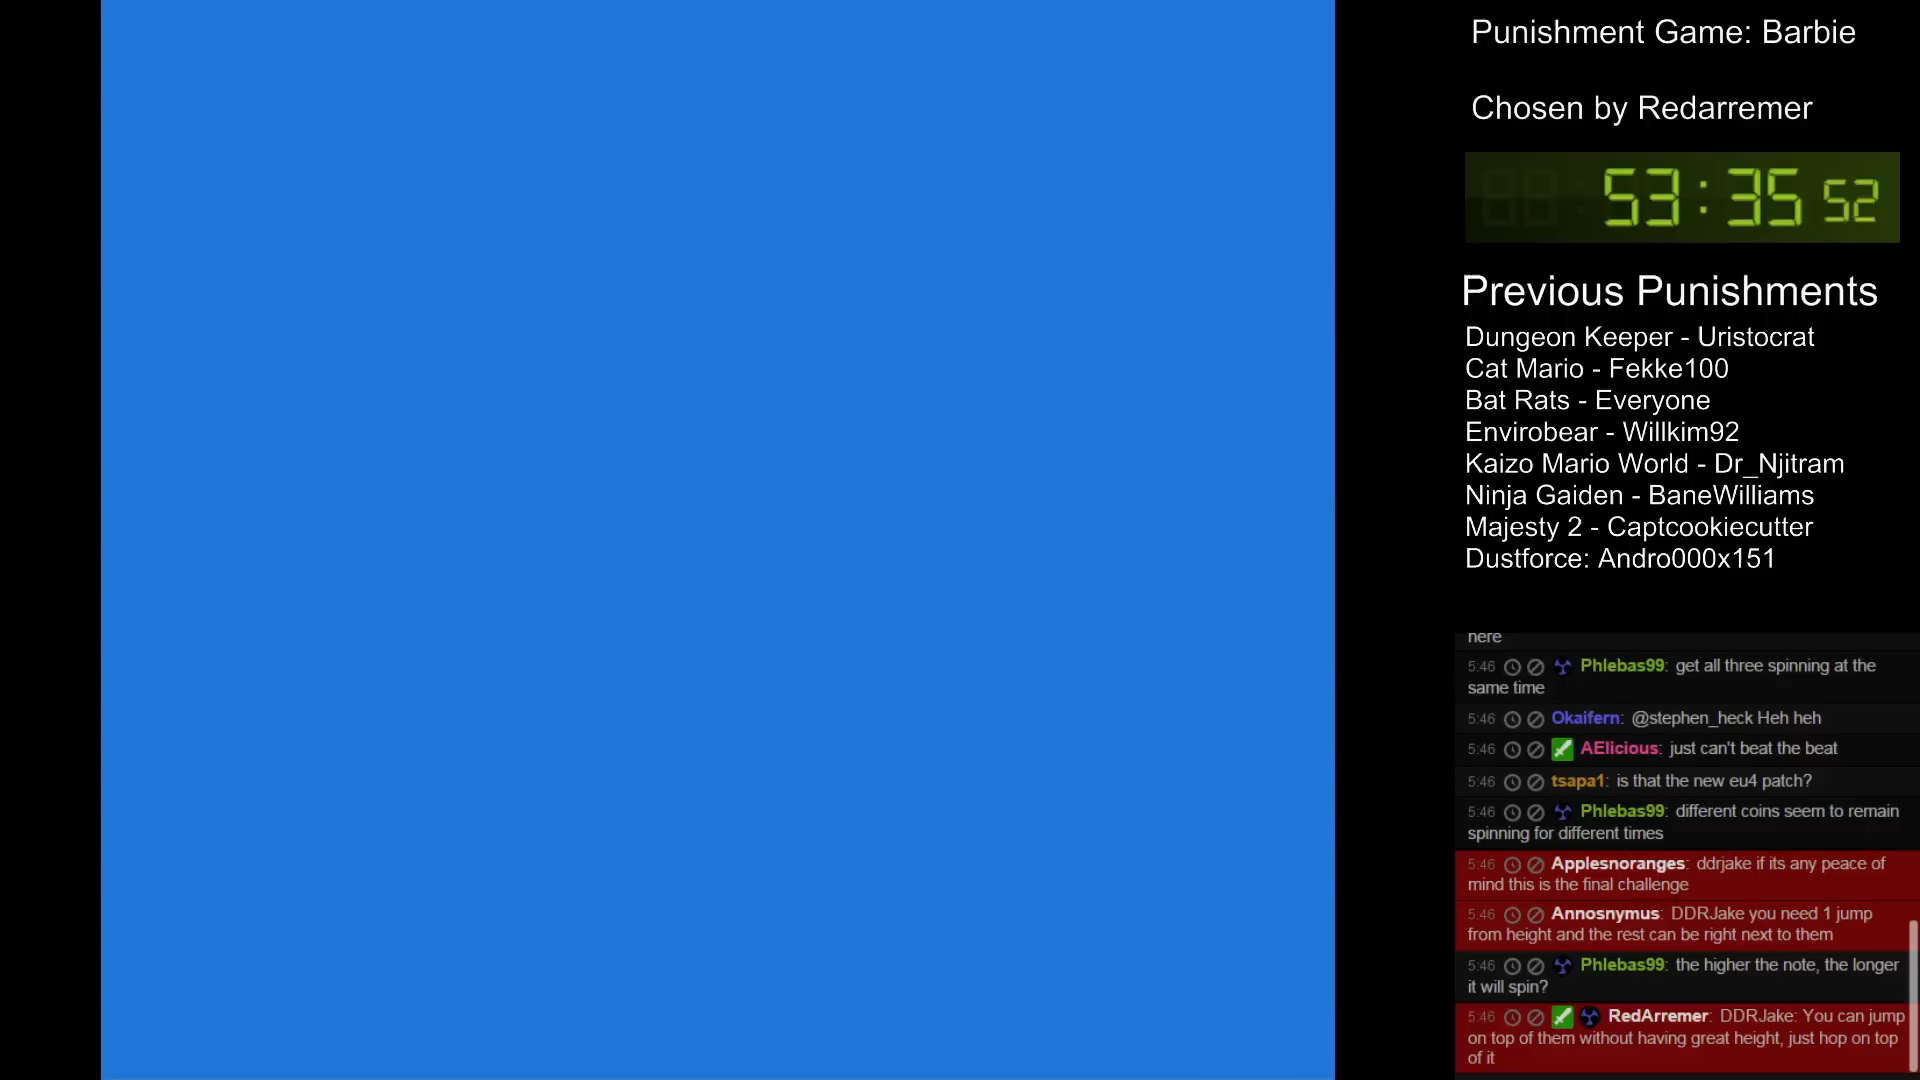 Punishment Game: Barbie
Chosen by Redarremer
53:35 52
Previous Punishments
Dungeon Keeper - Uristocrat
Cat Mario - Fekke100
Bat Rats - Everyone
Envirobear - Willkim92
Kaizo Mario World - Dr_Njitram
Ninja Gaiden - BaneWilliams
Majesty 2 - Captcookiecutter
Dustforce: Andro000x151
here
5:46 Phlebas99: get all three spinning at the
same time
5:46 Okaifern: @stephen_heck Heh heh
5:46 AElicious: just can't beat the beat
5:46 tsapa1: is that the new eu4 patch?
5:46 Phlebas99: different coins seem to remain
spinning for different times
5:46 Applesnoranges: ddrjake if its any peace of
mind this is the final challenge
5:46 Annosnymus: DDRJake you need 1 jump
from height and the rest can be right next to them
5:46 Phlebas99: the higher the note, the longer
it will spin?
5:46 RedArremer: DDRJake: You can jump
on top of them without having great height, just hop on top
of it